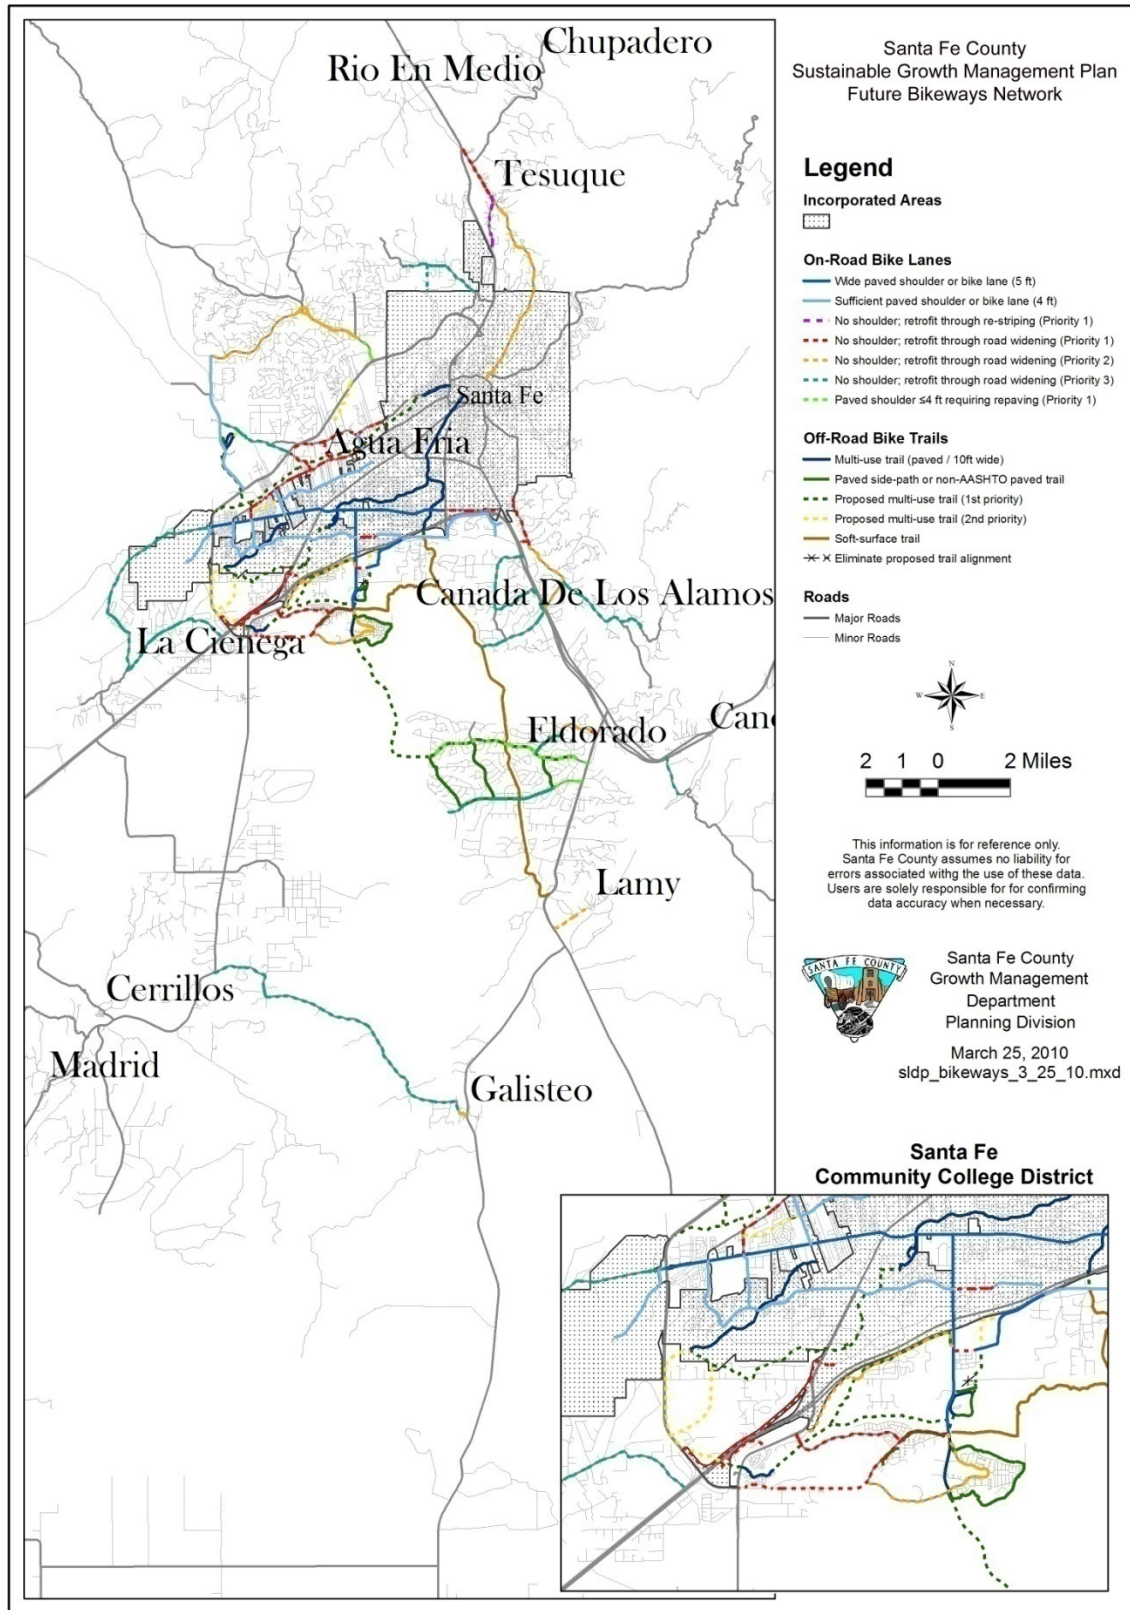 Santa Fe County
Sustainable Growth Management Plan
Future Bikeways Network
Chupadero
Rio En Medio
Tesuque
Santa Fe
Agua Fria
Canada De Los Alamos
La Cienega
Eldorado
Canc
Lamy
Cerrillos
Madrid
Galisteo
Legend
Incorporated Areas
On-Road Bike Lanes
Wide paved shoulder or bike lane (5 ft)
Sufficient paved shoulder or bike lane (4 ft)
No shoulder; retrofit through re-striping (Priority 1)
No shoulder; retrofit through road widening (Priority 1)
No shoulder; retrofit through road widening (Priority 2)
No shoulder; retrofit through road widening (Priority 3)
Paved shoulder ≤4 ft requiring repaving (Priority 1)
Off-Road Bike Trails
Multi-use trail (paved / 10ft wide)
Paved side-path or non-AASHTO paved trail
Proposed multi-use trail (1st priority)
Proposed multi-use trail (2nd priority)
Soft-surface trail
Eliminate proposed trail alignment
Roads
Major Roads
Minor Roads
N
W E
S
2 1 0 2 Miles
This information is for reference only.
Santa Fe County assumes no liability for
errors associated withg the use of these data.
Users are solely responsible for for confirming
data accuracy when necessary.
SANTA FE COUNTY
Santa Fe County
Growth Management
Department
Planning Division
March 25, 2010
sldp_bikeways_3_25_10.mxd
Santa Fe
Community College District